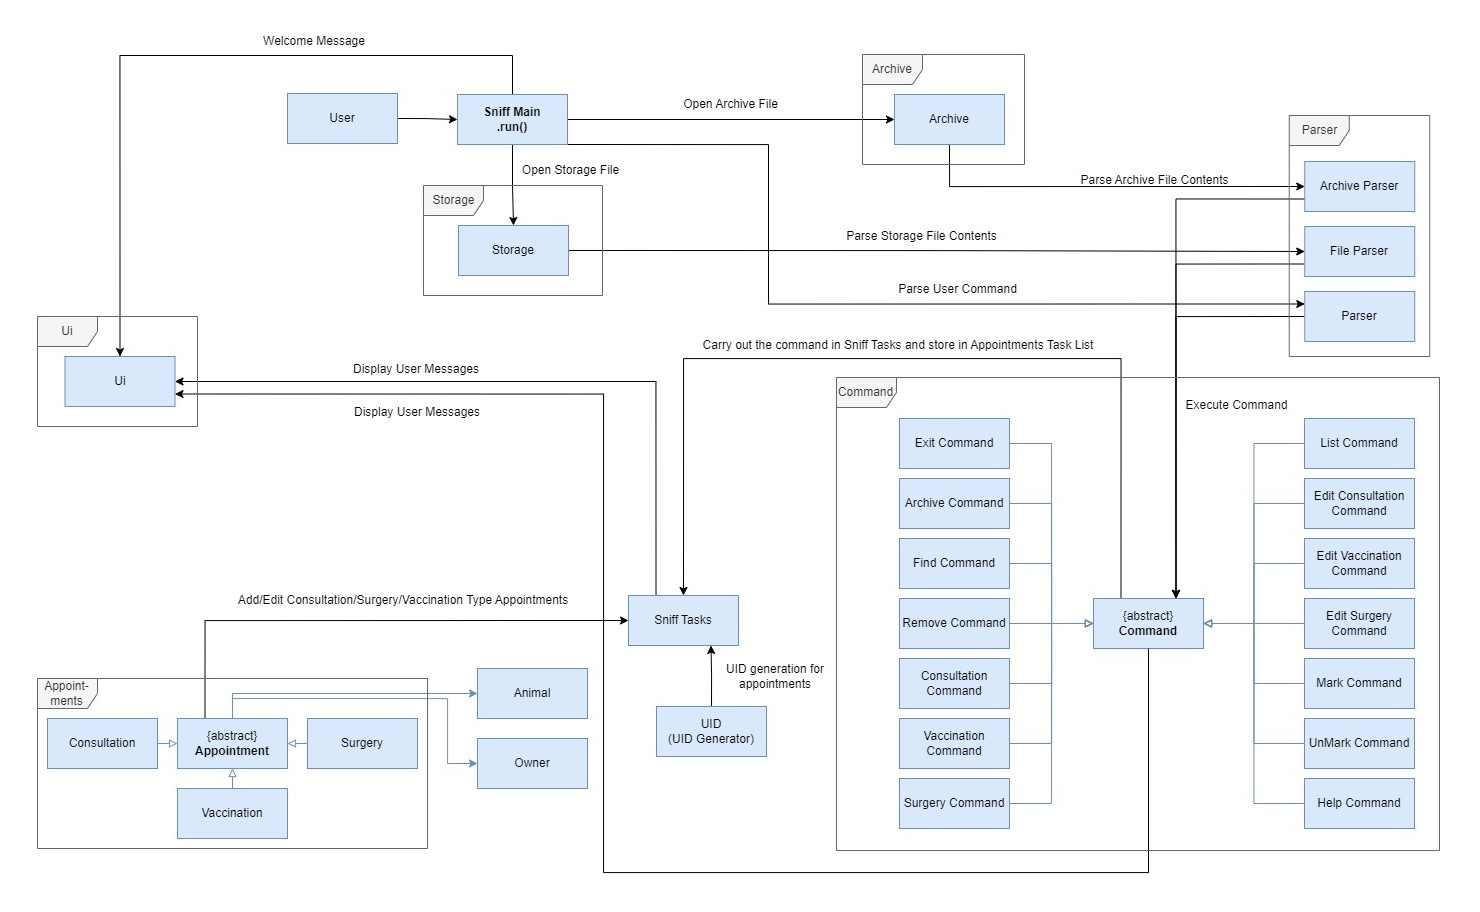 Welcome Message
User
Sniff Main
.run()
Open Archive File
Archive
Archive
Parser
Open Storage File
Storage
Storage
Parse Archive File Contents
Archive Parser
Parse Storage File Contents
File Parser
Parse User Command
Parser
Ui
Ui
Display User Messages
Display User Messages
Carry out the command in Sniff Tasks and store in Appointments Task List
Command
Execute Command
Exit Command
Archive Command
Find Command
Remove Command
Consultation
Command
Vaccination
Command
Surgery Command
{abstract}
Command
List Command
Edit Consultation
Command
Edit Vaccination
Command
Edit Surgery
Command
Mark Command
UnMark Command
Help Command
Add/Edit Consultation/Surgery/Vaccination Type Appointments
Sniff Tasks
UID generation for
appointments
UID
(UID Generator)
Appoint-
ments
Consultation
{abstract}
Appointment
Surgery
Vaccination
Animal
Owner